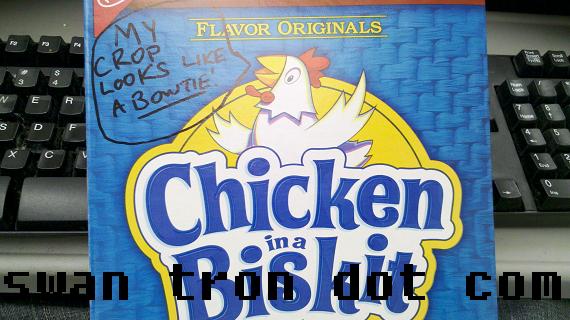 FLAVOR ORIGINALS
MY
CROP
LOOKS LIKE
A BOWTIE!
Chicken
in a
Biskit
swan tron dot com